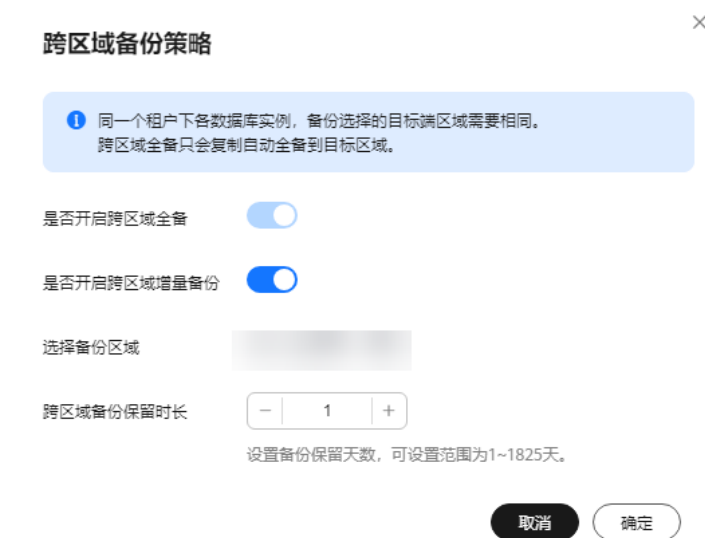 跨区域备份策略
同一个租户下各数据库实例，备份选择的目标端区域需要相同。
跨区域全备只会复制自动全备到目标区域。
是否开启跨区域全备
是否开启跨区域增量备份
选择备份区域
跨区域备份保留时长
1
设置备份保留天数，可设置范围为1~1825天。
取消 确定